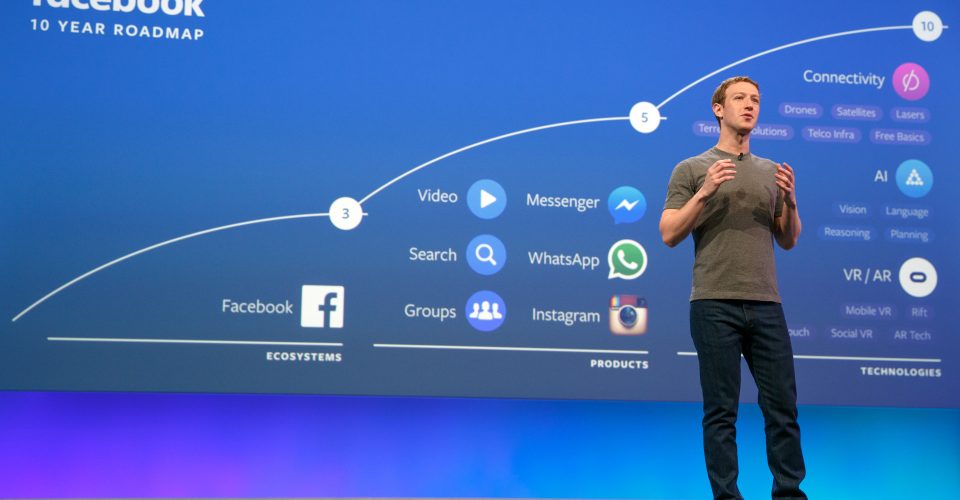 facebook
10 YEAR ROADMAP
3
5
10
Facebook
f
ECOSYSTEMS
Video
Messenger
Search
WhatsApp
Groups
Instagram
PRODUCTS
Connectivity
Drones Satellites Lasers
Telco Infra Free Basics
AI
Vision Language
Reasoning Planning
VR / AR
Mobile VR Rift
Social VR AR Tech
TECHNOLOGIES